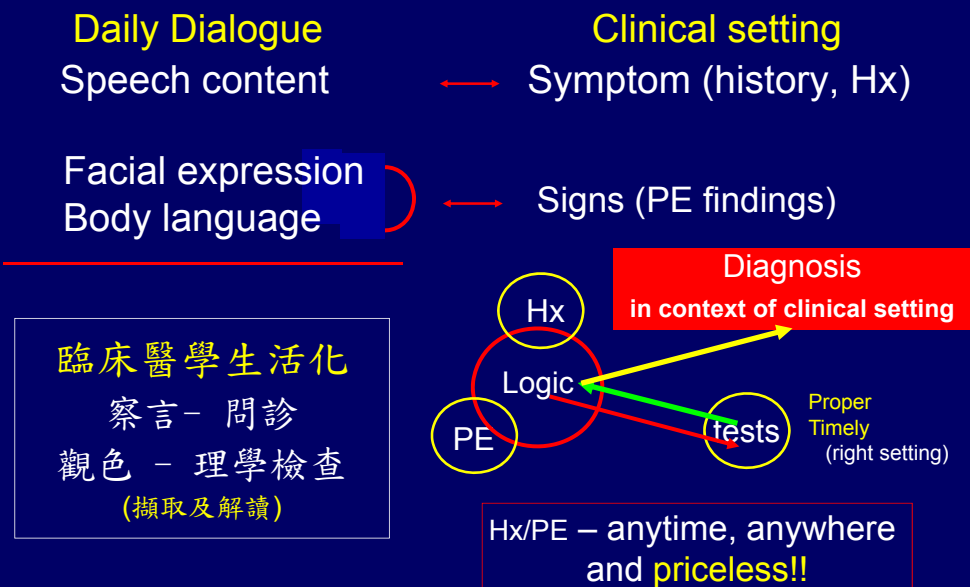 Daily Dialogue
Clinical setting
Speech content
Symptom (history, Hx)
Facial expression
Body language
Signs (PE findings)
Diagnosis
in context of clinical setting
Hx
Logic
PE
tests
Proper
Timely
(right setting)
臨床醫學生活化
察言- 問診
觀色 - 理學檢查
(擷取及解讀)
Hx/PE – anytime, anywhere
and priceless!!